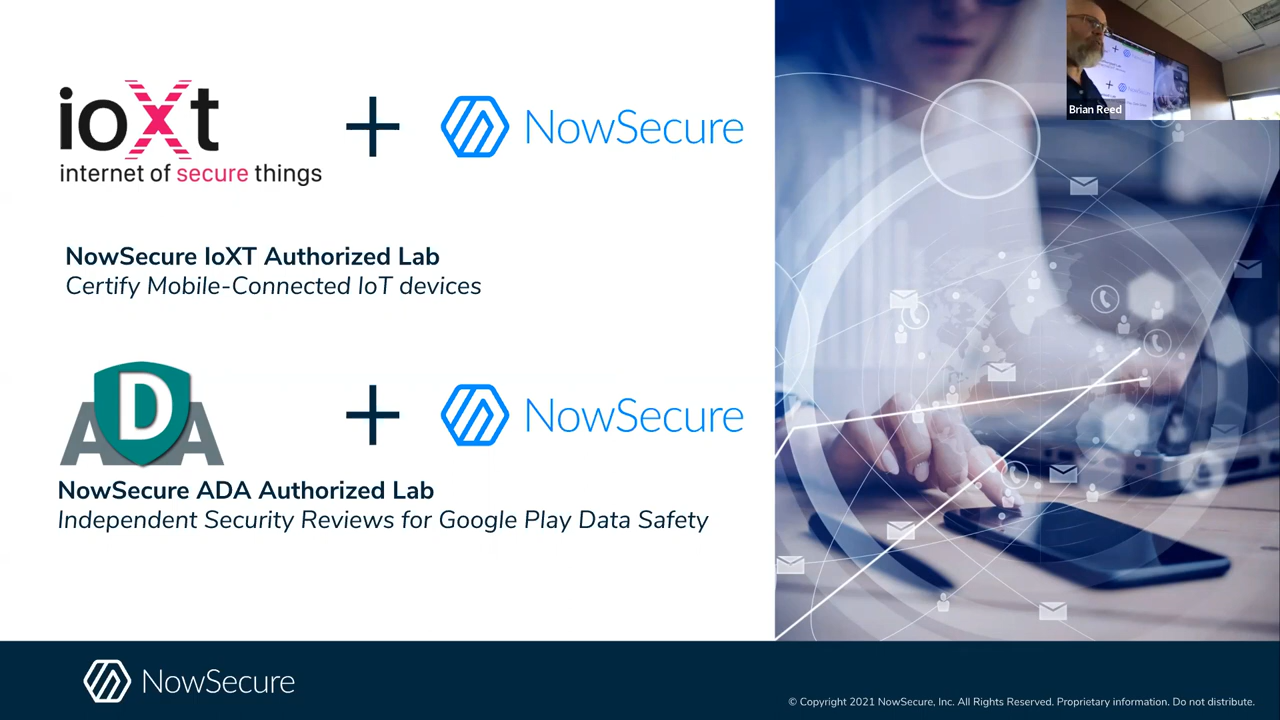 ioXt
internet of secure things
NowSecure
NowSecure IoXT Authorized Lab
Certify Mobile-Connected IoT devices
ADA
NowSecure
NowSecure ADA Authorized Lab
Independent Security Reviews for Google Play Data Safety
Brian Reed
NowSecure
© Copyright 2021 NowSecure, Inc. All Rights Reserved. Proprietary information. Do not distribute.